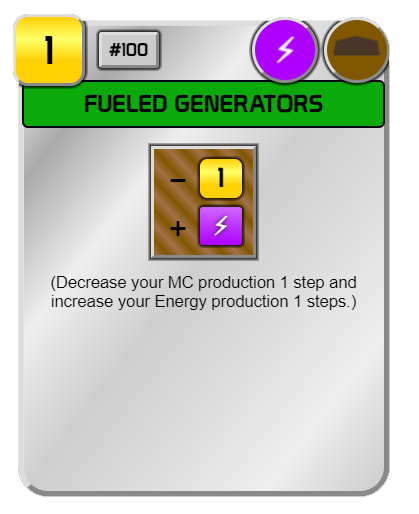 1
#100
FUELED GENERATORS
- 1
+
(Decrease your MC production 1 step and
increase your Energy production 1 steps.)